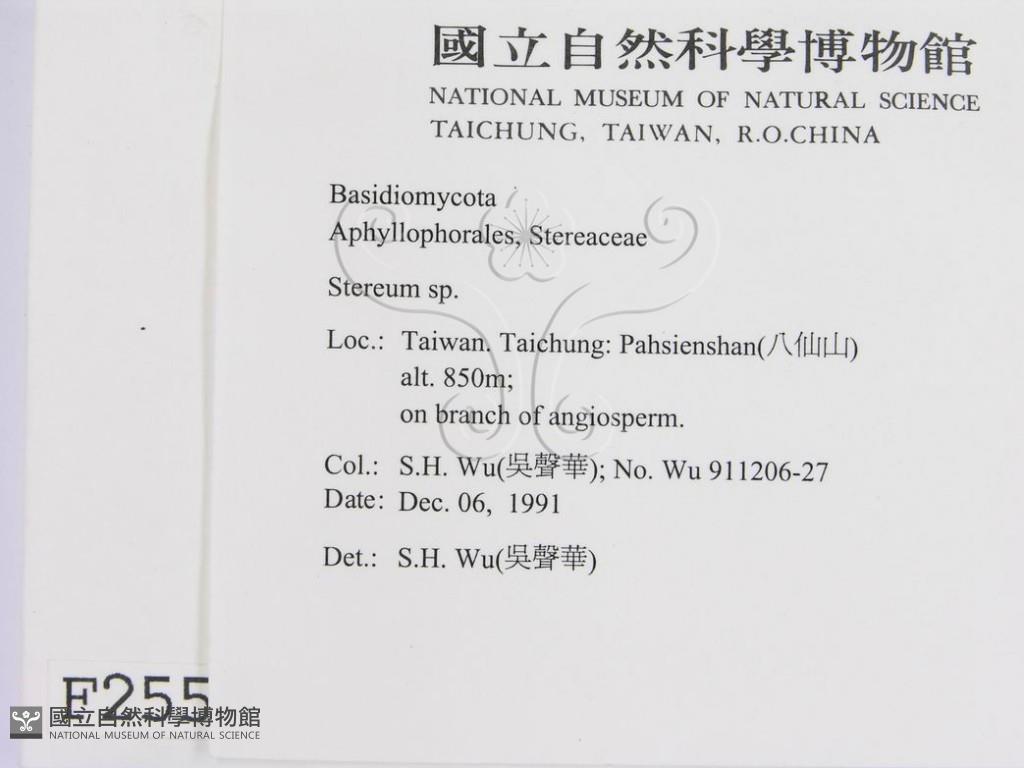 國立自然科學博物館
NATIONAL MUSEUM OF NATURAL SCIENCE
TAICHUNG, TAIWAN, R.O.CHINA
Basidiomycota
Aphyllophorales, Stereaceae
Stereum sp.
Loc.: Taiwan. Taichung: Pahsienshan(八仙山)
alt. 850m;
on branch of angiosperm.
Col.: S.H. Wu(吳聲華); No. Wu 911206-27
Date: Dec. 06, 1991
Det.: S.H. Wu(吳聲華)
F255
國立自然科學博物館
NATIONAL MUSEUM OF NATURAL SCIENCE